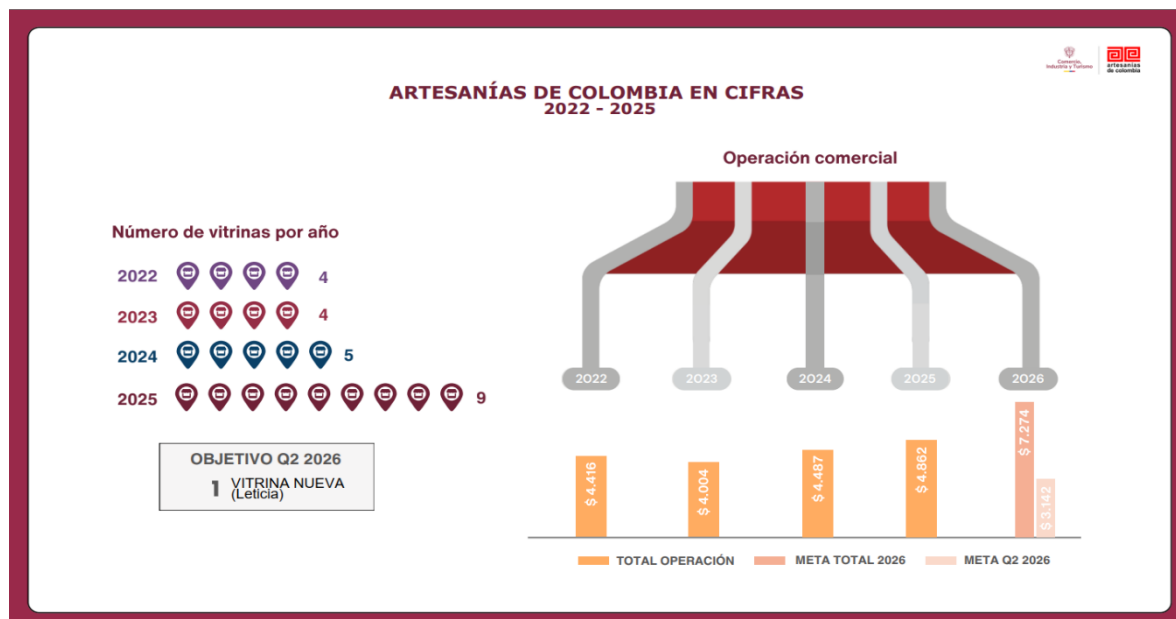 Comercio,
Industria y Turismo
artesanías
de colombia
ARTESANÍAS DE COLOMBIA EN CIFRAS
2022 - 2025
Número de vitrinas por año
2022 4
2023 4
2024 5
2025 9
OBJETIVO Q2 2026
1 VITRINA NUEVA
(Leticia)
Operación comercial
2022 2023 2024 2025 2026
$ 4.416 $ 4.004 $ 4.487 $ 4.862 $ 7.274 $ 3.142
TOTAL OPERACIÓN META TOTAL 2026 META Q2 2026